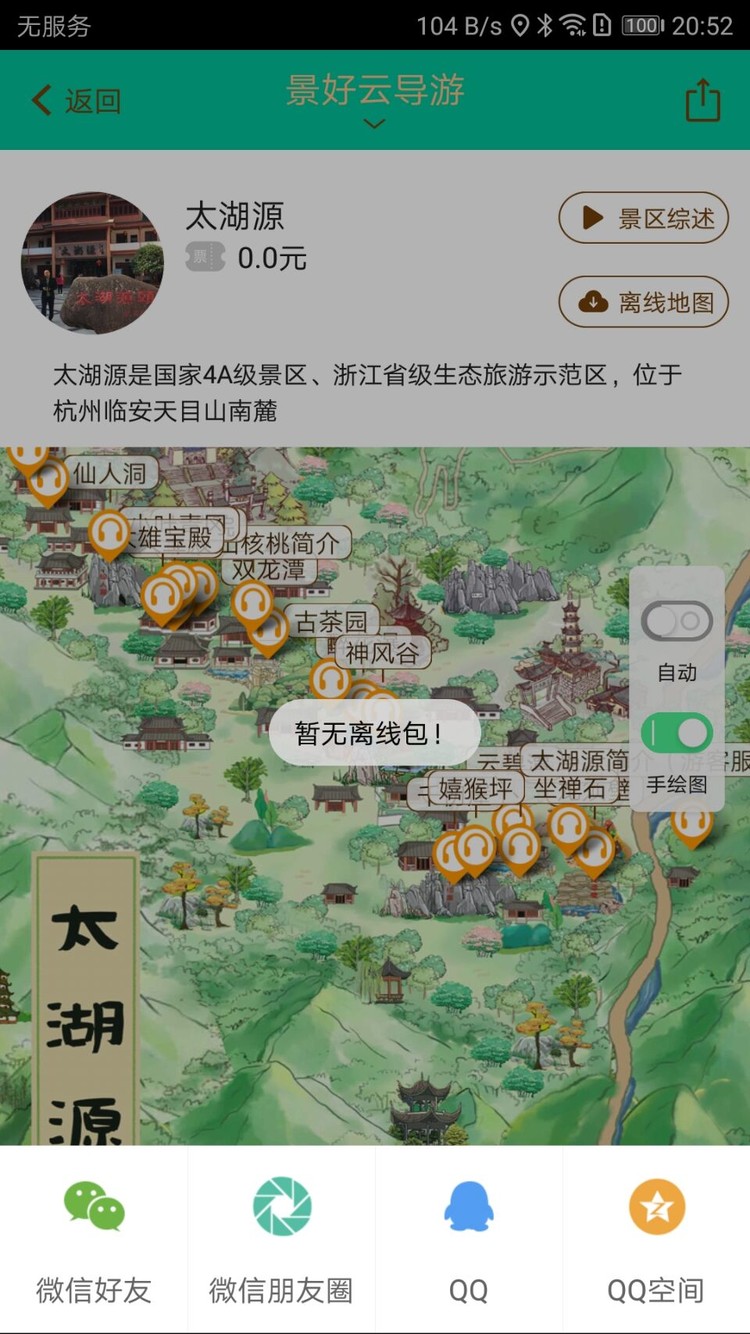 无服务 104 B/s 100 20:52
返回
景好云导游
太湖源
景区综述
票 0.0元
离线地图
太湖源是国家4A级景区、浙江省级生态旅游示范区，位于
杭州临安天目山南麓
仙人洞
大雄宝殿
山核桃简介
双龙潭
古茶园
神风谷
自动
暂无离线包！
云碧
太湖源简介
游客服
嬉猴坪
坐禅石
手绘图
太湖源
微信好友
微信朋友圈
QQ
QQ空间